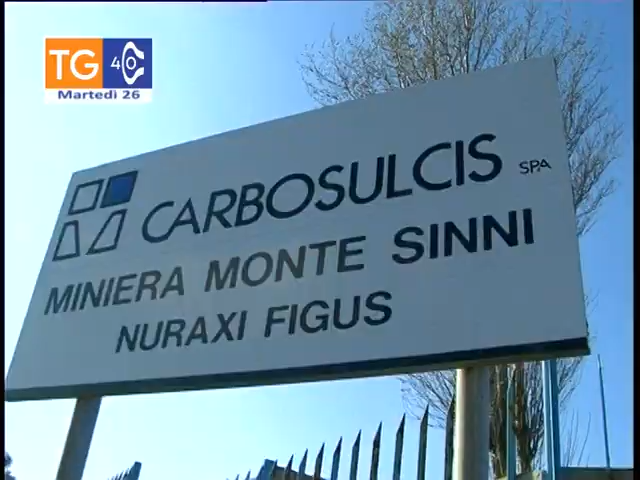 TG 40
Martedì 26
CARBOSULCIS SPA
MINIERA MONTE SINNI
NURAXI FIGUS